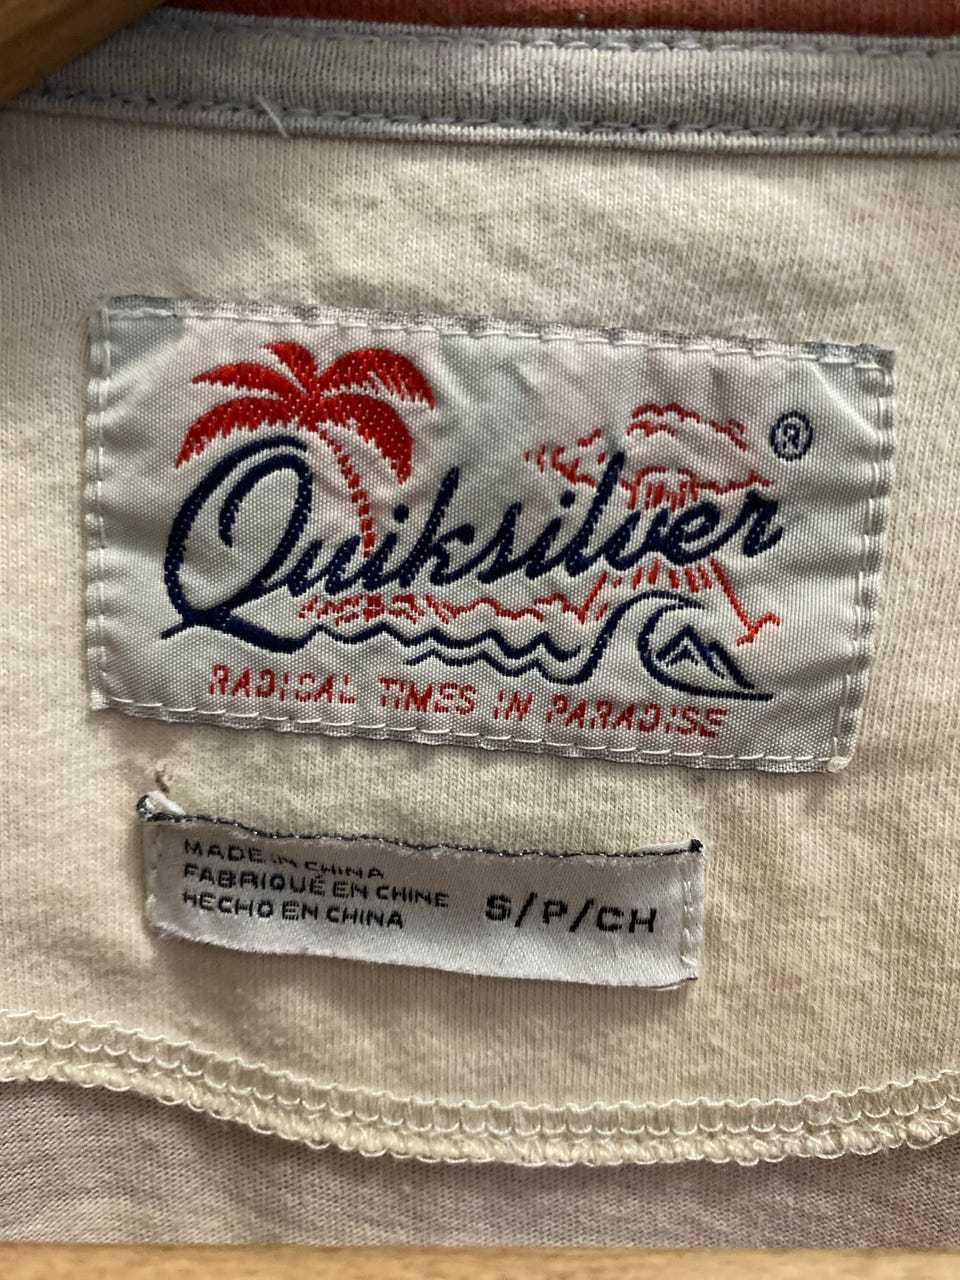 Quiksilver ®
RADICAL TIMES IN PARADISE
MADE IN CHINA
FABRIQUÉ EN CHINE
HECHO EN CHINA
S/P/CH